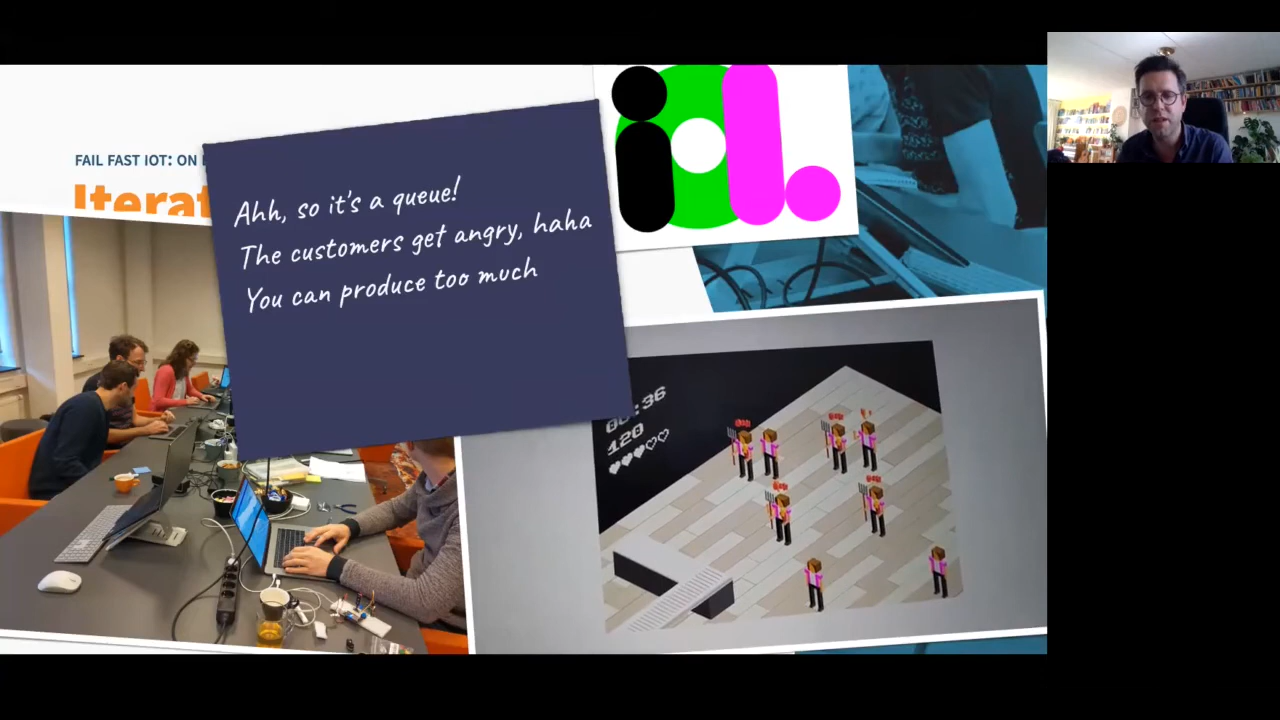 FAIL FAST IOT: ON
Iterat
Ahh, so it's a queue!
The customers get angry, haha
You can produce too much
id.
120